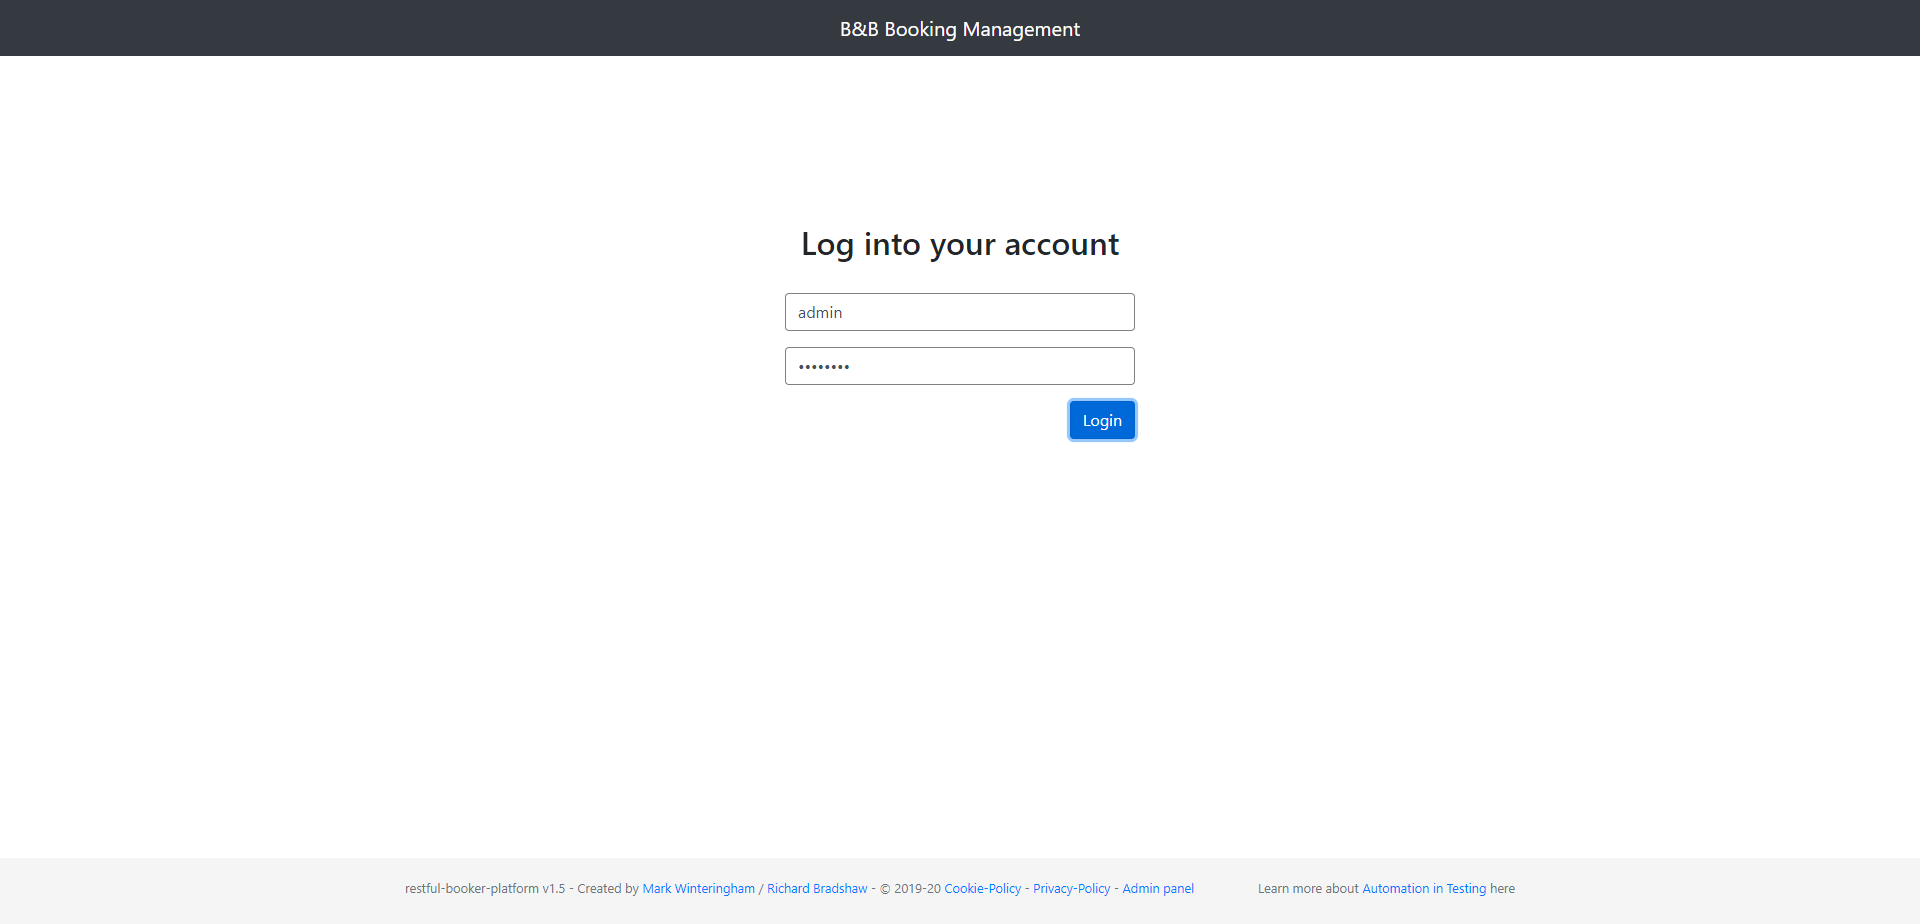 B&B Booking Management
Log into your account
admin
••••••••
Login
restful-booker-platform v1.5 - Created by Mark Winteringham / Richard Bradshaw - © 2019-20 Cookie-Policy - Privacy-Policy - Admin panel
Learn more about Automation in Testing here